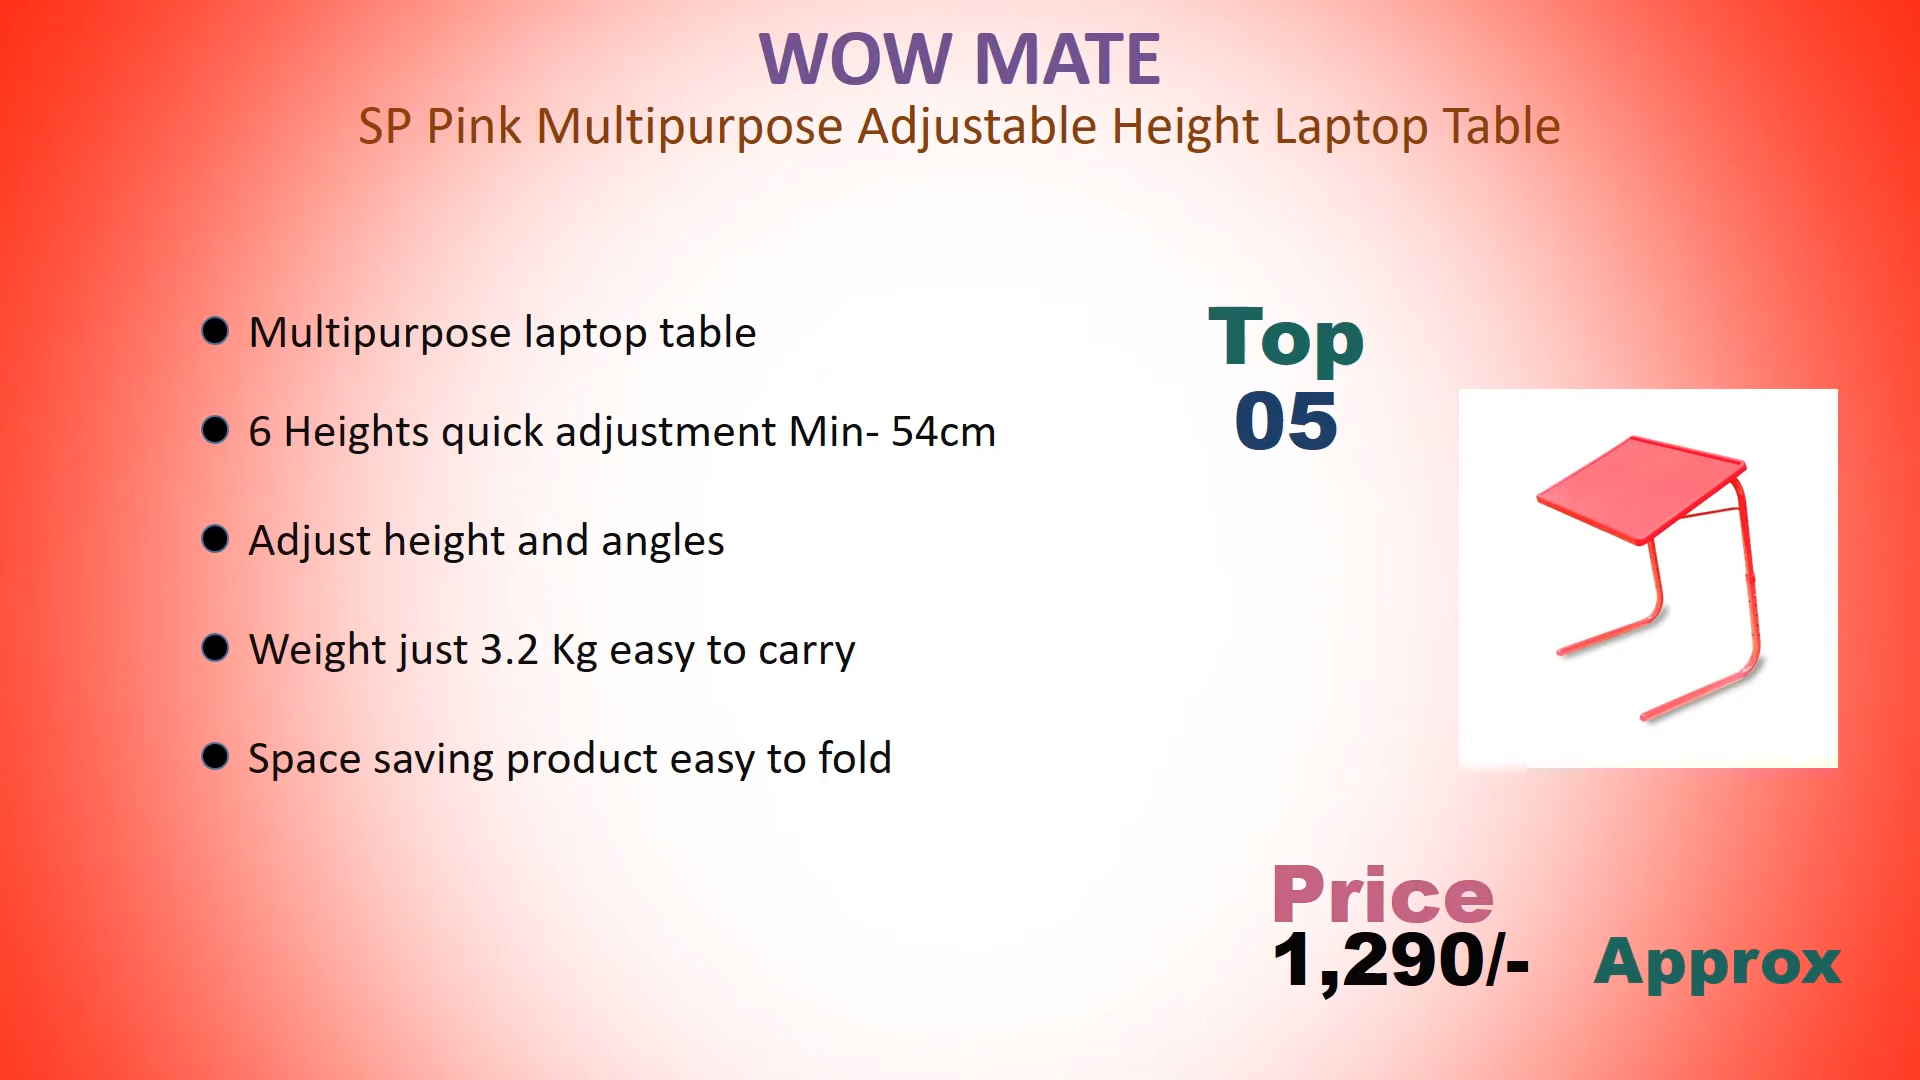 WOW MATE
SP Pink Multipurpose Adjustable Height Laptop Table
Multipurpose laptop table
6 Heights quick adjustment Min- 54cm
Adjust height and angles
Weight just 3.2 Kg easy to carry
Space saving product easy to fold
Top
05
Price
1,290/- Approx